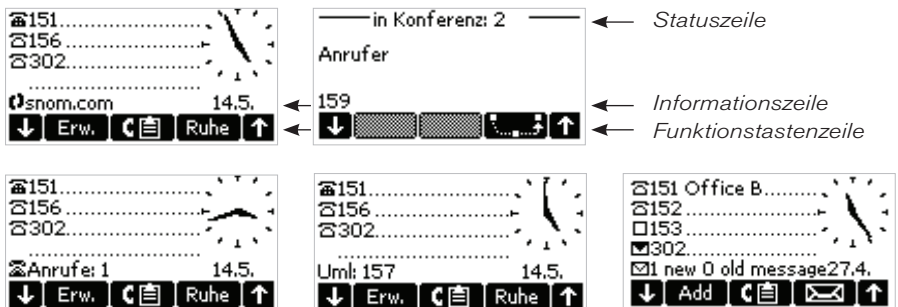 ☎151
☏156
☏302
snom.com 14.5.
Erw. Ruhe
in Konferenz: 2
Anrufer
159
Statuszeile
Informationszeile
Funktionstastenzeile
☎151
☏156
☏302
Anrufe: 1 14.5.
Erw. Ruhe
☎151
☏156
☏302
Uml: 157 14.5.
Erw. Ruhe
☏151 Office B
☏152
□153
302
✉1 new 0 old message27.4.
Add